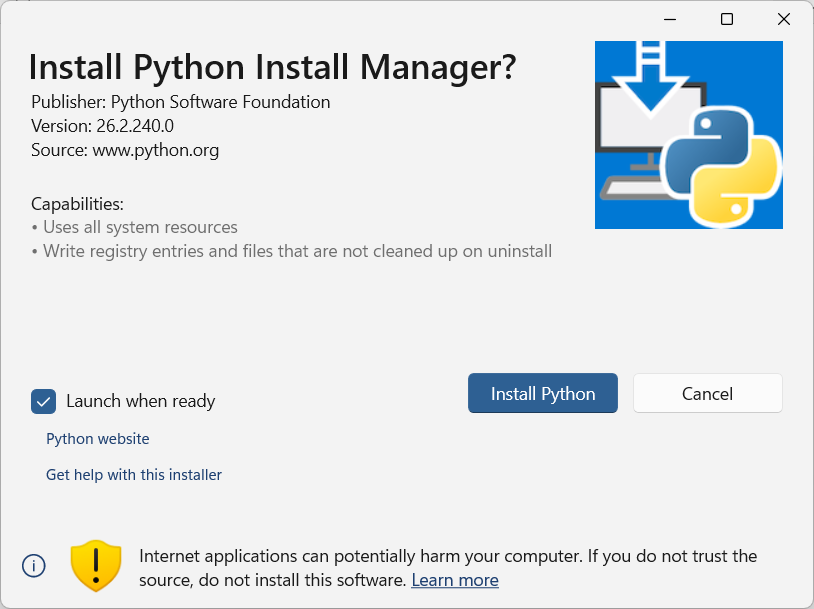 Install Python Install Manager?
Publisher: Python Software Foundation
Version: 26.2.240.0
Source: www.python.org
Capabilities:
• Uses all system resources
• Write registry entries and files that are not cleaned up on uninstall
Launch when ready
Install Python
Cancel
Python website
Get help with this installer
Internet applications can potentially harm your computer. If you do not trust the
source, do not install this software. Learn more